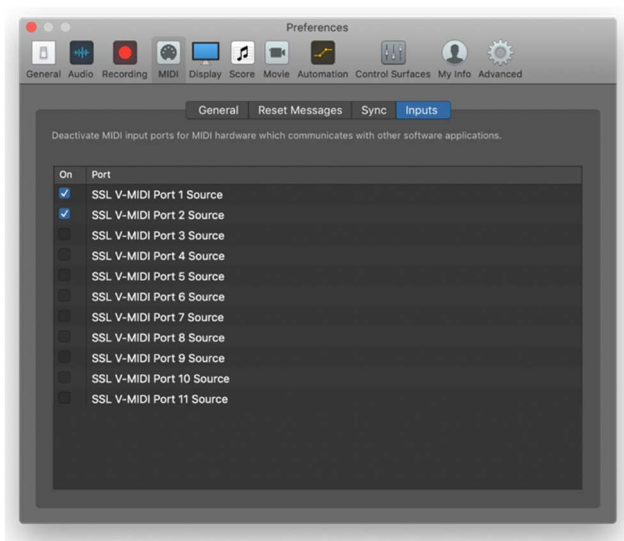 Preferences
General Audio Recording MIDI Display Score Movie Automation Control Surfaces My Info Advanced
General Reset Messages Sync Inputs
Deactivate MIDI input ports for MIDI hardware which communicates with other software applications.
On Port
SSL V-MIDI Port 1 Source
SSL V-MIDI Port 2 Source
SSL V-MIDI Port 3 Source
SSL V-MIDI Port 4 Source
SSL V-MIDI Port 5 Source
SSL V-MIDI Port 6 Source
SSL V-MIDI Port 7 Source
SSL V-MIDI Port 8 Source
SSL V-MIDI Port 9 Source
SSL V-MIDI Port 10 Source
SSL V-MIDI Port 11 Source